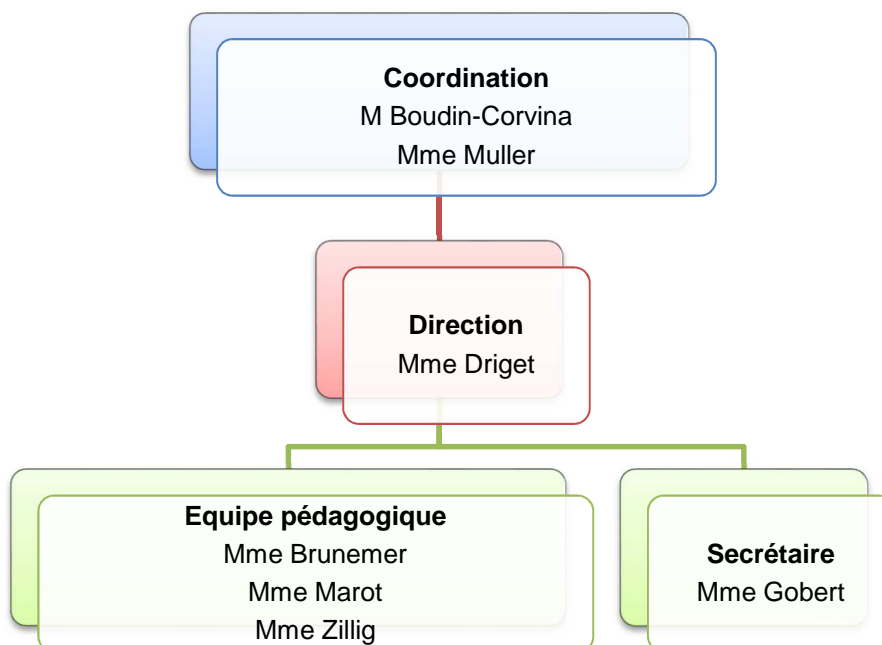 Coordination
M Boudin-Corvina
Mme Muller
Direction
Mme Driget
Equipe pédagogique
Mme Brunemer
Mme Marot
Mme Zillig
Secrétaire
Mme Gobert